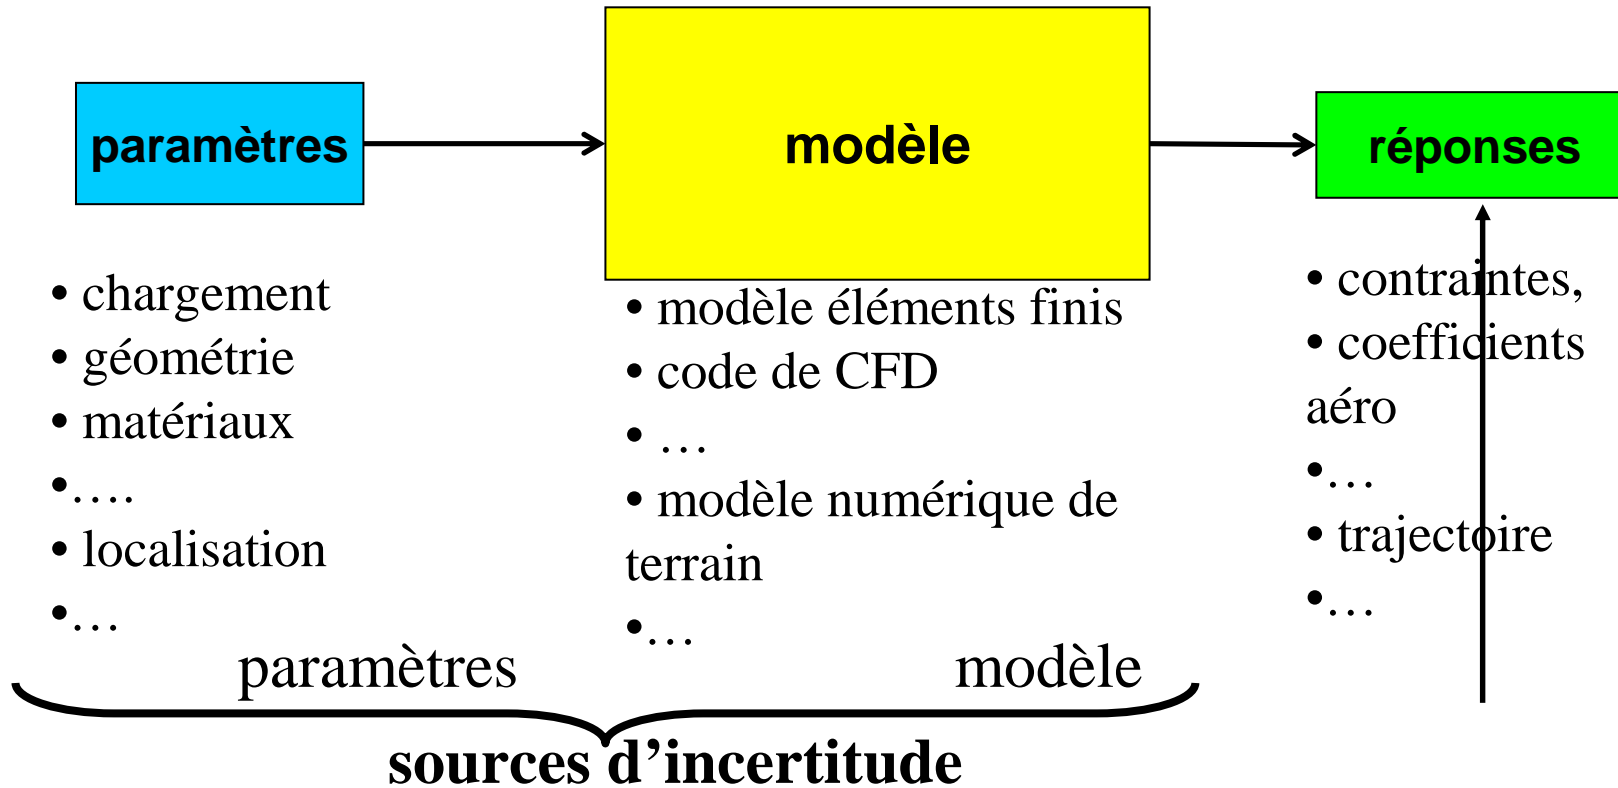 paramètres
modèle
réponses
• chargement
• géométrie
• matériaux
•….
• localisation
•…
• modèle éléments finis
• code de CFD
• …
• modèle numérique de
terrain
•…
• contraintes,
• coefficients
aéro
•…
• trajectoire
•…
paramètres
modèle
sources d’incertitude